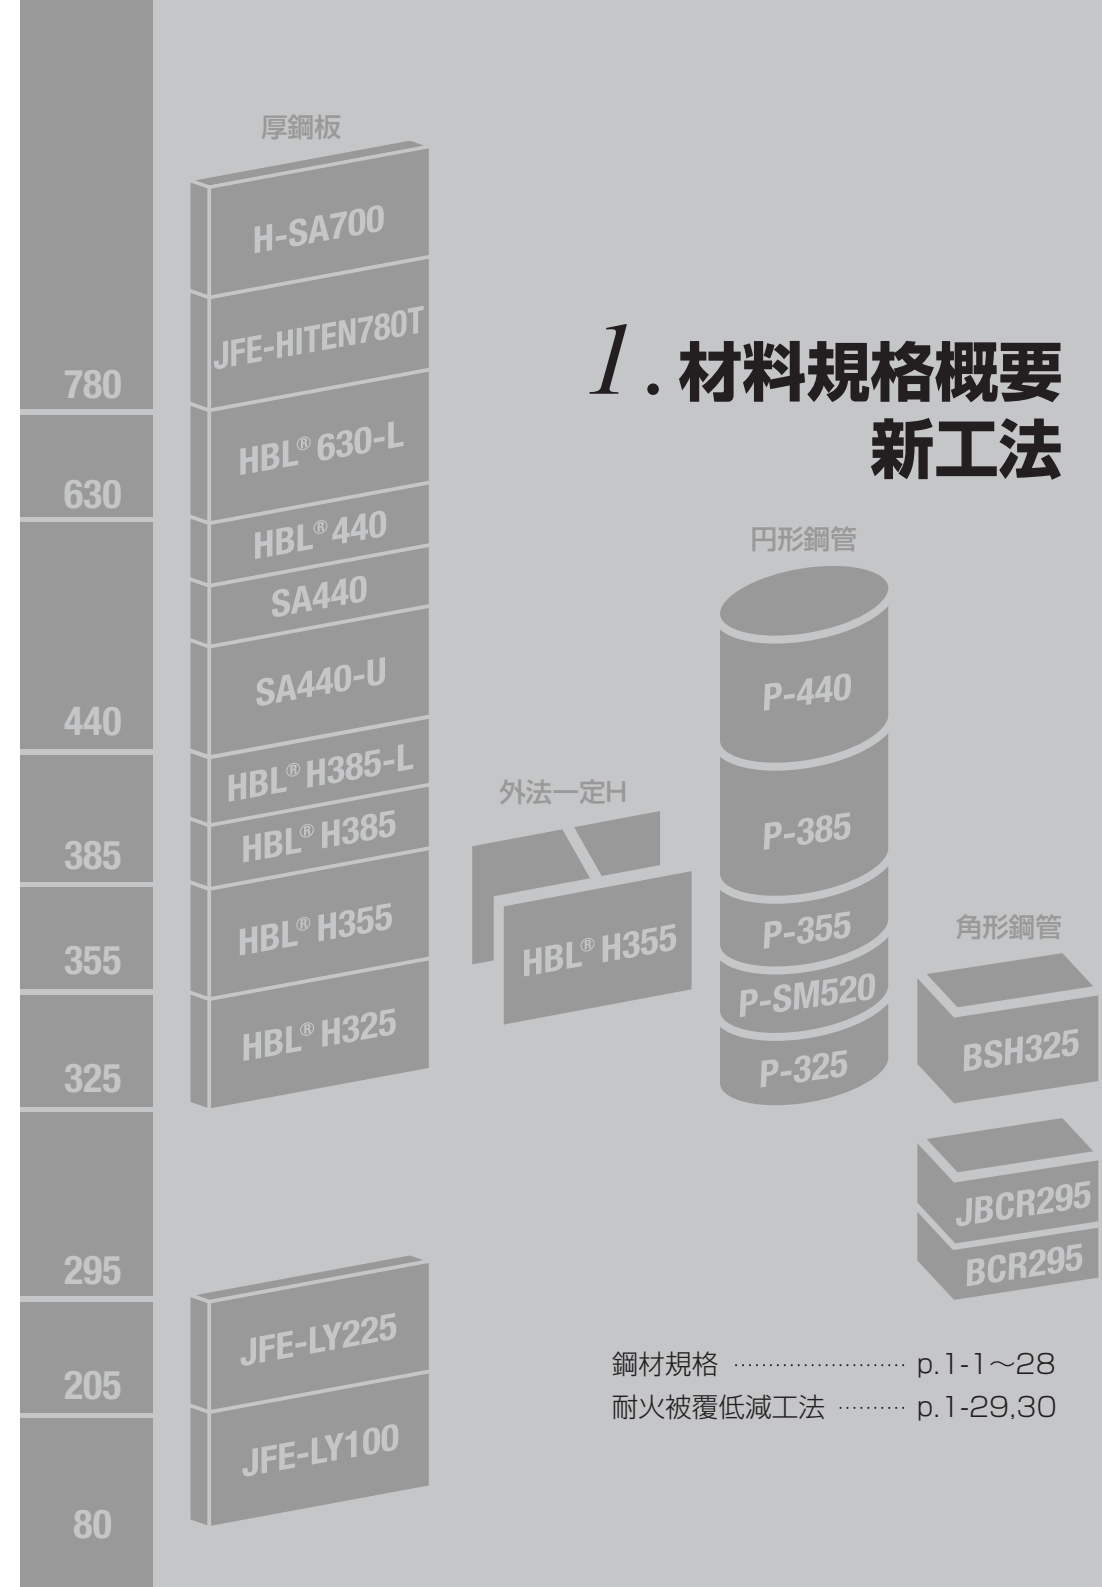 厚鋼板
H-SA700
JFE-HITEN780T
HBL® 630-L
HBL® 440
SA440
SA440-U
HBL® H385-L
HBL® H385
HBL® H355
HBL® H325
JFE-LY225
JFE-LY100
780
630
440
385
355
325
295
205
80
1. 材料規格概要
新工法
外法一定H
HBL® H355
円形鋼管
P-440
P-385
P-355
P-SM520
P-325
角形鋼管
BSH325
JBCR295
BCR295
鋼材規格 ························· p.1-1～28
耐火被覆低減工法 ·········· p.1-29,30